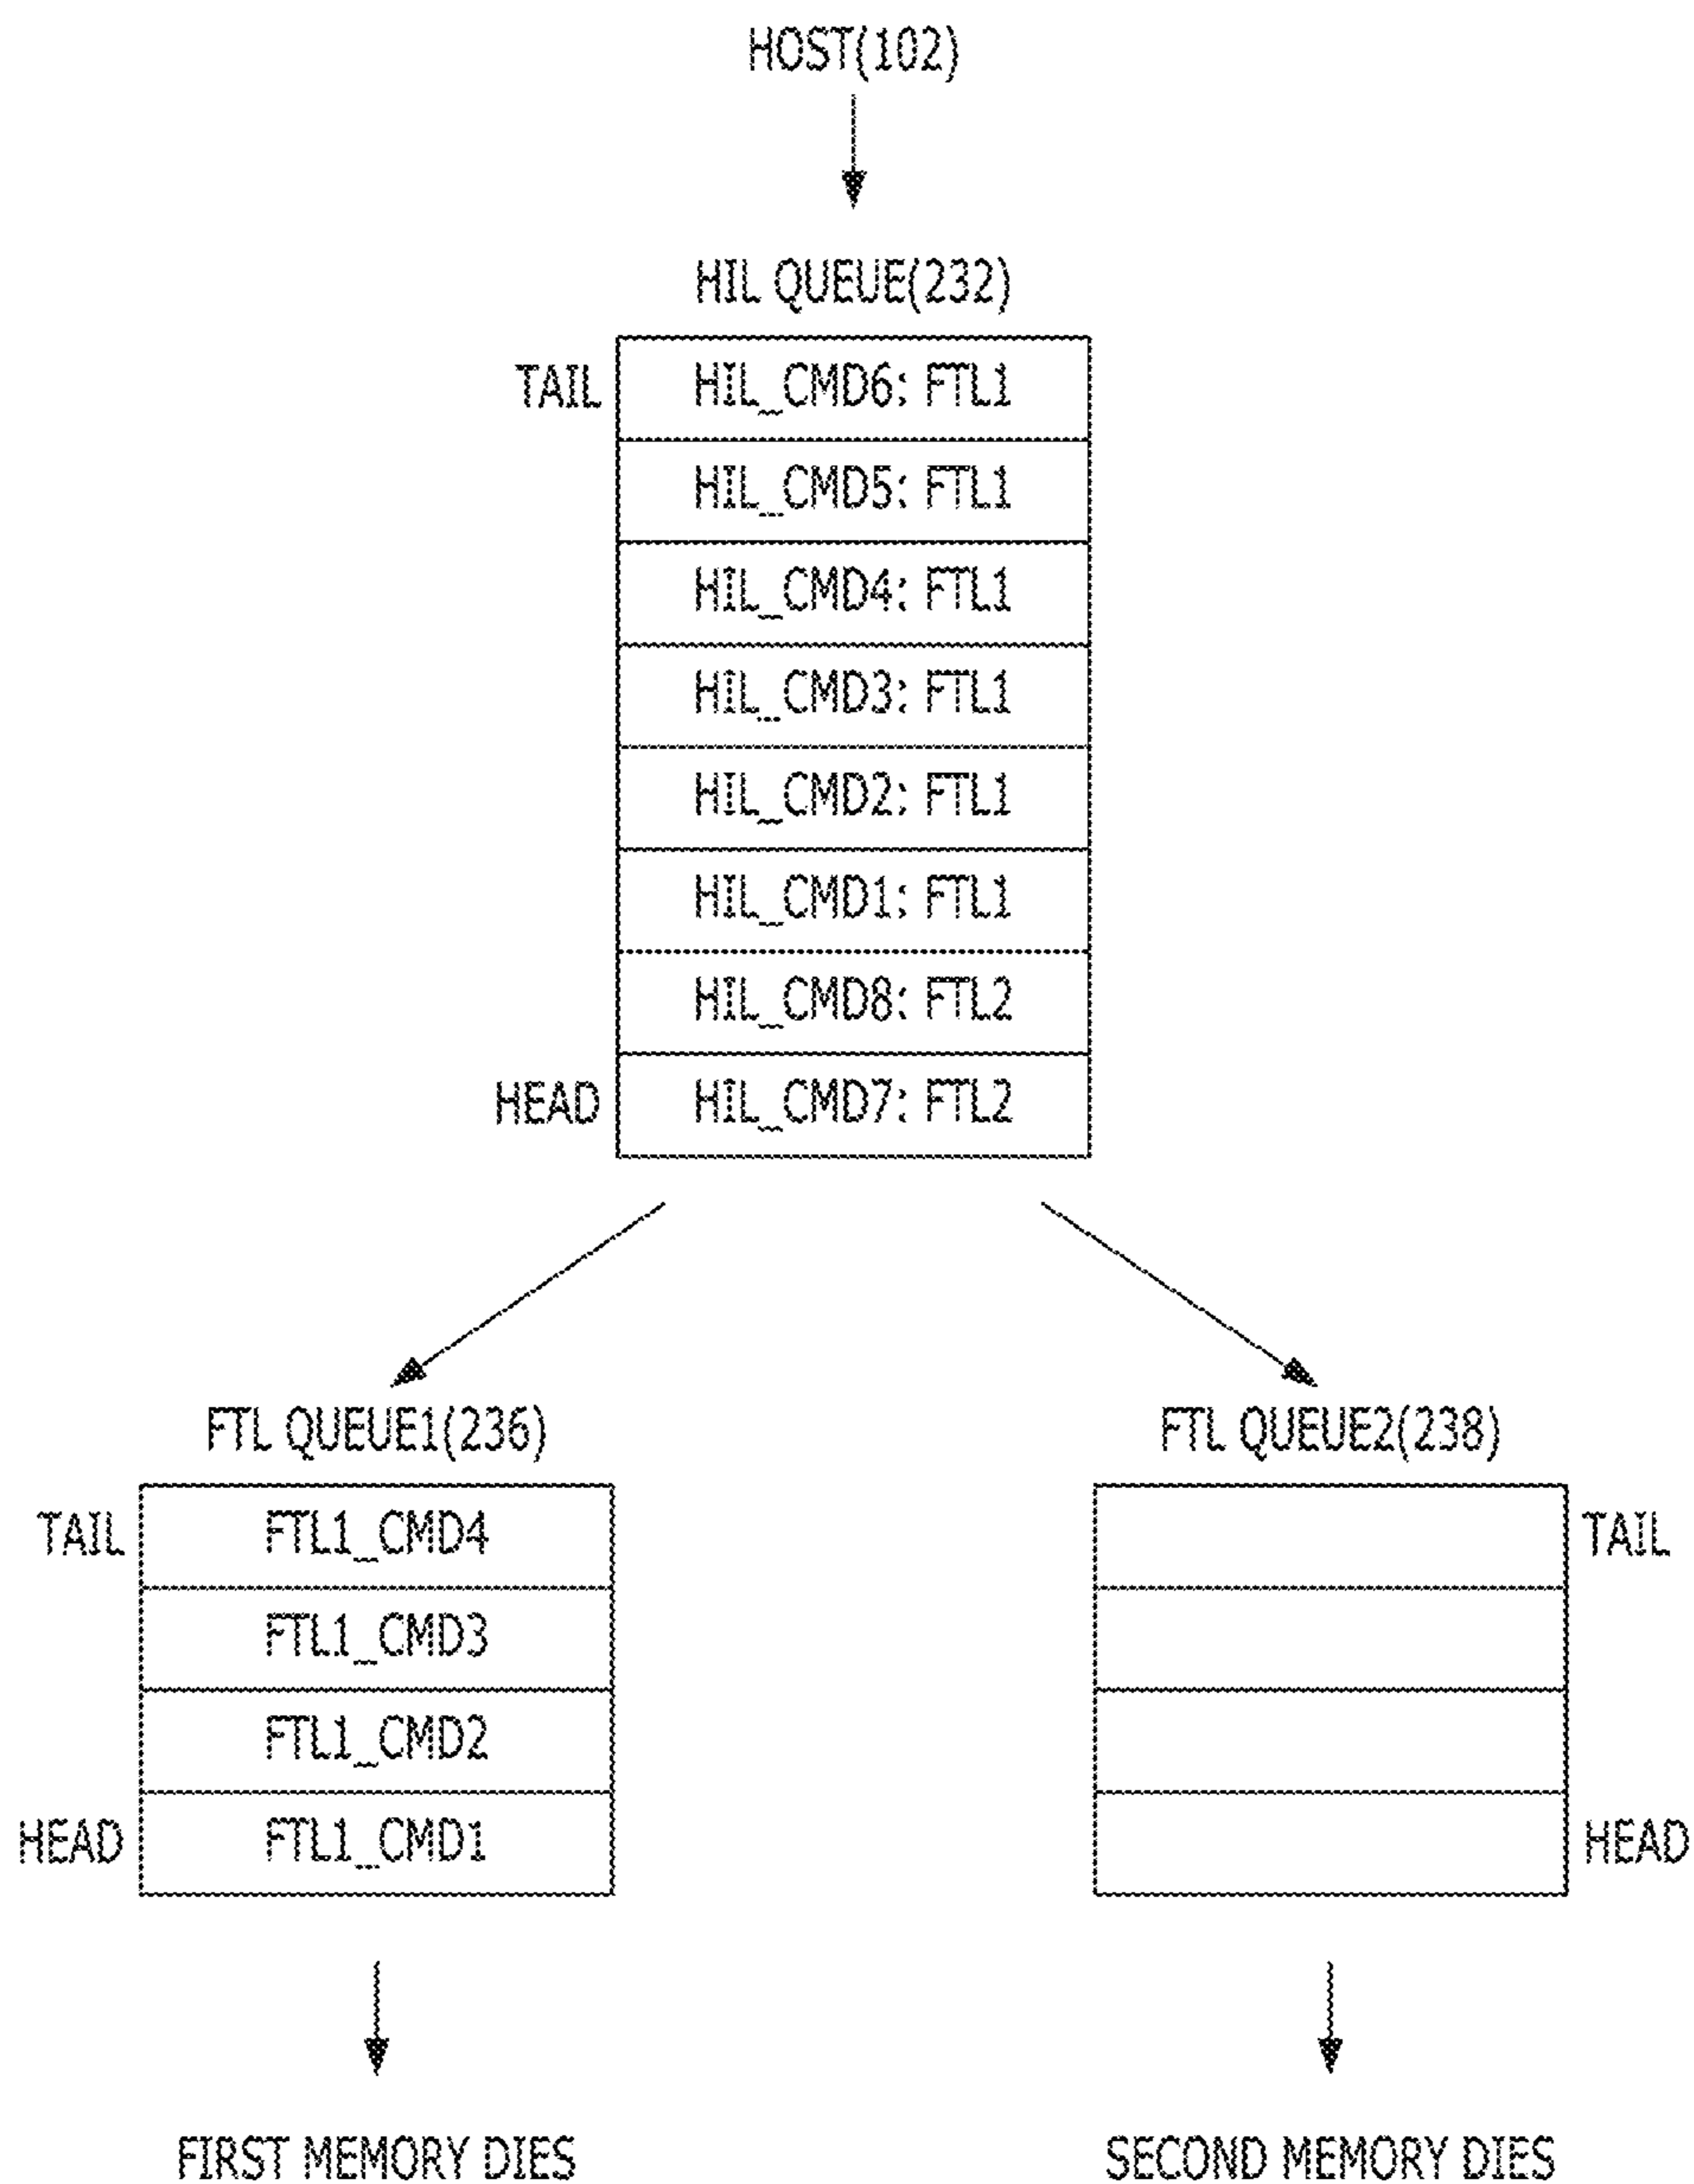 HOST(102)
HIL QUEUE(232)
TAIL HIL_CMD6: FTL1
HIL_CMD5: FTL1
HIL_CMD4: FTL1
HIL_CMD3: FTL1
HIL_CMD2: FTL1
HIL_CMD1: FTL1
HIL_CMD8: FTL2
HEAD HIL_CMD7: FTL2
FTL QUEUE1(236)
TAIL FTL1_CMD4
FTL1_CMD3
FTL1_CMD2
HEAD FTL1_CMD1
FIRST MEMORY DIES
FTL QUEUE2(238)
TAIL
HEAD
SECOND MEMORY DIES